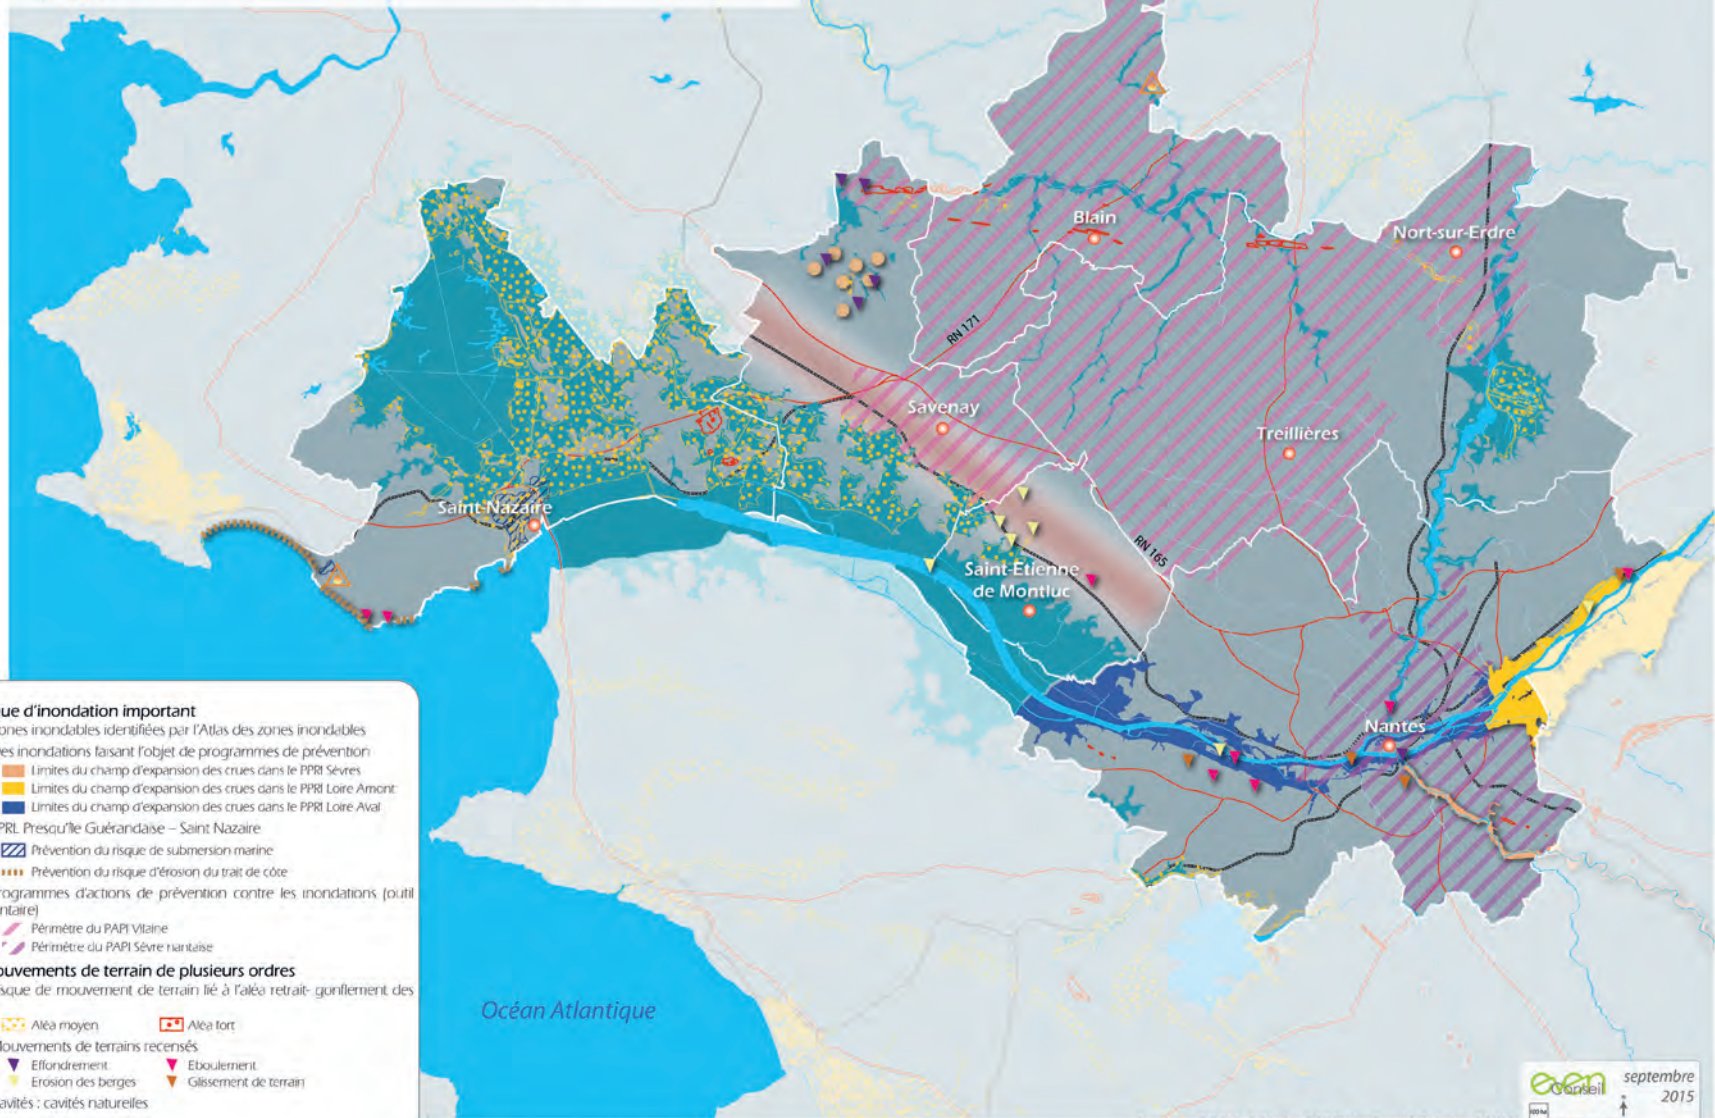 Blain
Nort-sur-Erdre
RN 171
Savenay
Treillières
Saint-Nazaire
RN 165
Saint-Etienne
de Montluc
Nantes
Océan Atlantique
ue d'inondation important
ones inondables identifiées par l'Atlas des zones inondables
es inondations faisant l'objet de programmes de prévention
Limites du champ d'expansion des crues dans le PPRI Sèvres
Limites du champ d'expansion des crues dans le PPRI Loire Amont
Limites du champ d'expansion des crues dans le PPRI Loire Aval
PRL Presqu'île Guérandaise – Saint Nazaire
Prévention du risque de submersion marine
Prévention du risque d'érosion du trait de côte
rogrammes d'actions de prévention contre les inondations (outil
ntaire)
Périmètre du PAPI Vilaine
Périmètre du PAPI Sèvre nantaise
ouvements de terrain de plusieurs ordres
isque de mouvement de terrain lié à l'aléa retrait- gonflement des
Aléa moyen
Aléa fort
Mouvements de terrains recensés
Effondrement
Eboulement
Erosion des berges
Glissement de terrain
avités : cavités naturelles
even
Conseil
septembre
2015